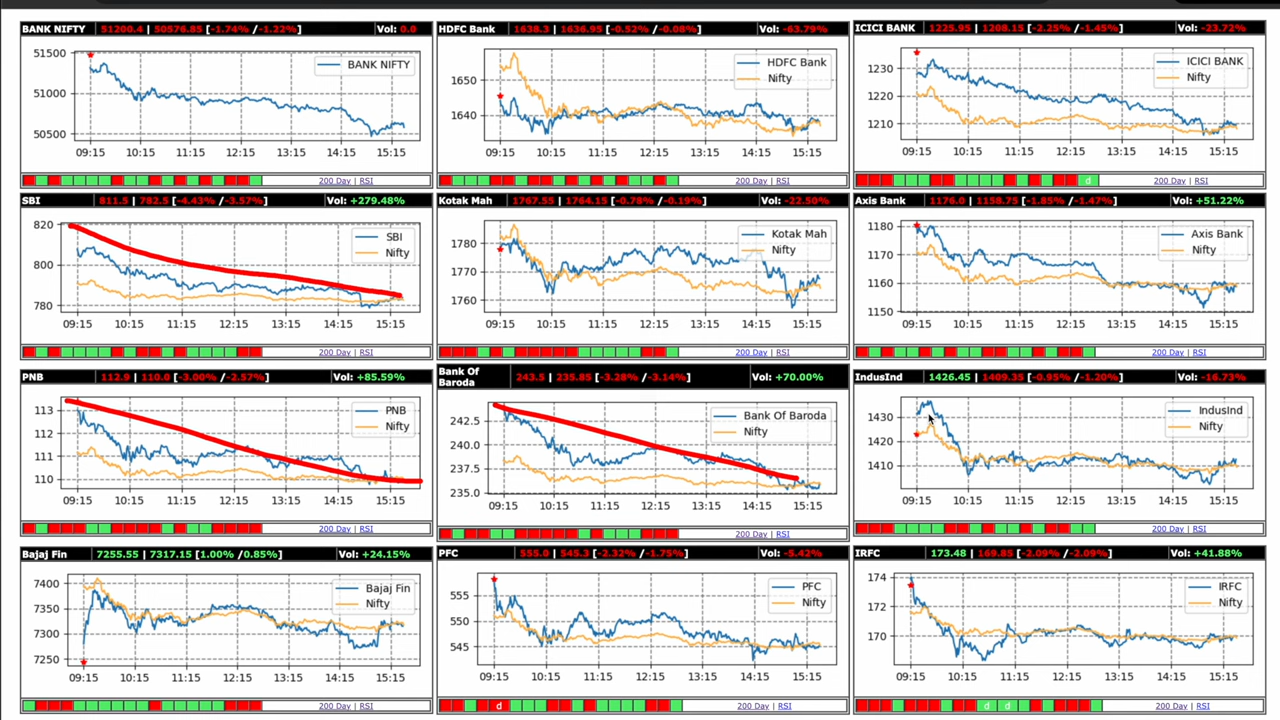 BANK NIFTY 51200.4 | 50576.85 [-1.74% /-1.22%] Vol: 0.0
51500
51000
50500
BANK NIFTY
09:15 10:15 11:15 12:15 13:15 14:15 15:15
200 Day | RSI
HDFC Bank 1638.3 | 1636.95 [-0.52% /-0.08%] -63.79%
1650
1640
HDFC Bank
Nifty
09:15 10:15 11:15 12:15 13:15 14:15 15:15
200 Day | RSI
ICICI BANK 1225.95 | 1208.15 [-2.25% /-1.45%] -23.72%
1230
1220
1210
ICICI BANK
Nifty
09:15 10:15 11:15 12:15 13:15 14:15 15:15
d
200 Day | RSI
SBI 811.5 | 782.5 [-4.43% /-3.57%] Vol: +279.48%
820
800
780
SBI
Nifty
09:15 10:15 11:15 12:15 13:15 14:15 15:15
200 Day | RSI
Kotak Mah 1767.55 | 1764.15 [-0.78% /-0.19%] -22.50%
1780
1770
1760
Kotak Mah
Nifty
09:15 10:15 11:15 12:15 13:15 14:15 15:15
200 Day | RSI
Axis Bank 1176.0 | 1158.75 [-1.85% /-1.47%] +51.22%
1180
1170
1160
1150
Axis Bank
Nifty
09:15 10:15 11:15 12:15 13:15 14:15 15:15
200 Day | RSI
PNB 112.9 | 110.0 [-3.00% /-2.57%] Vol: +85.59%
113
112
111
110
PNB
Nifty
09:15 10:15 11:15 12:15 13:15 14:15 15:15
200 Day | RSI
Bank Of
Baroda 243.5 | 235.85 [-3.28% /-3.14%] Vol: +70.00%
242.5
240.0
237.5
235.0
Bank Of Baroda
Nifty
09:15 10:15 11:15 12:15 13:15 14:15 15:15
200 Day | RSI
IndusInd 1426.45 | 1409.35 [-0.95% /-1.20%] -16.73%
1430
1420
1410
IndusInd
Nifty
09:15 10:15 11:15 12:15 13:15 14:15 15:15
200 Day | RSI
Bajaj Fin 7255.55 | 7317.15 [1.00% /0.85%] Vol: +24.15%
7400
7350
7300
7250
Bajaj Fin
Nifty
09:15 10:15 11:15 12:15 13:15 14:15 15:15
200 Day | RSI
PFC 555.0 | 545.3 [-2.32% /-1.75%] Vol: -5.42%
555
550
545
PFC
Nifty
09:15 10:15 11:15 12:15 13:15 14:15 15:15
d
200 Day | RSI
IRFC 173.48 | 169.85 [-2.09% /-2.09%] Vol: +41.88%
174
172
170
IRFC
Nifty
09:15 10:15 11:15 12:15 13:15 14:15 15:15
d d
200 Day | RSI